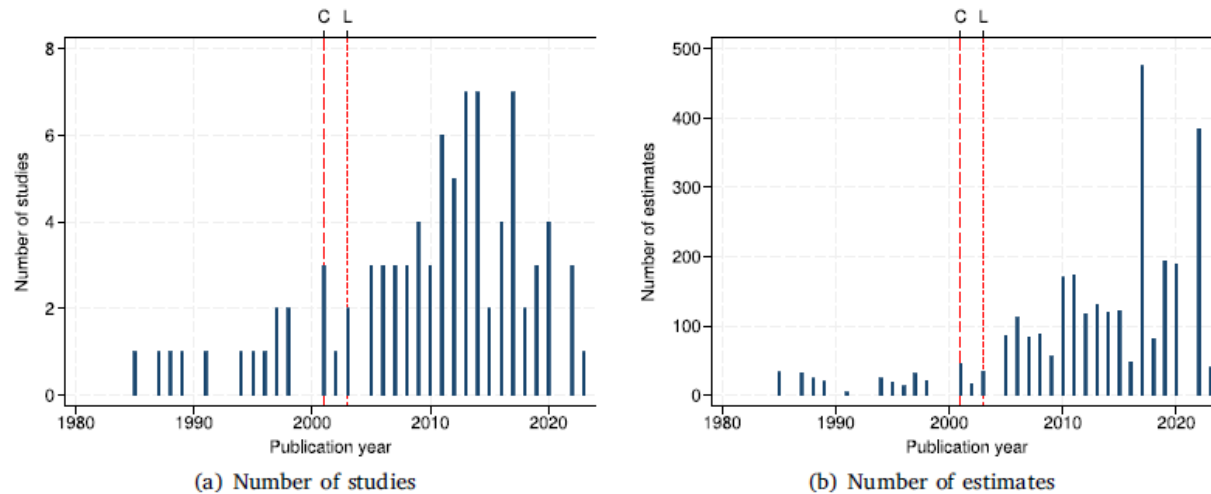 C L
8
6
4
2
0
Number of studies
1980 1990 2000 2010 2020
Publication year
(a) Number of studies
C L
500
400
300
200
100
0
Number of estimates
1980 1990 2000 2010 2020
Publication year
(b) Number of estimates